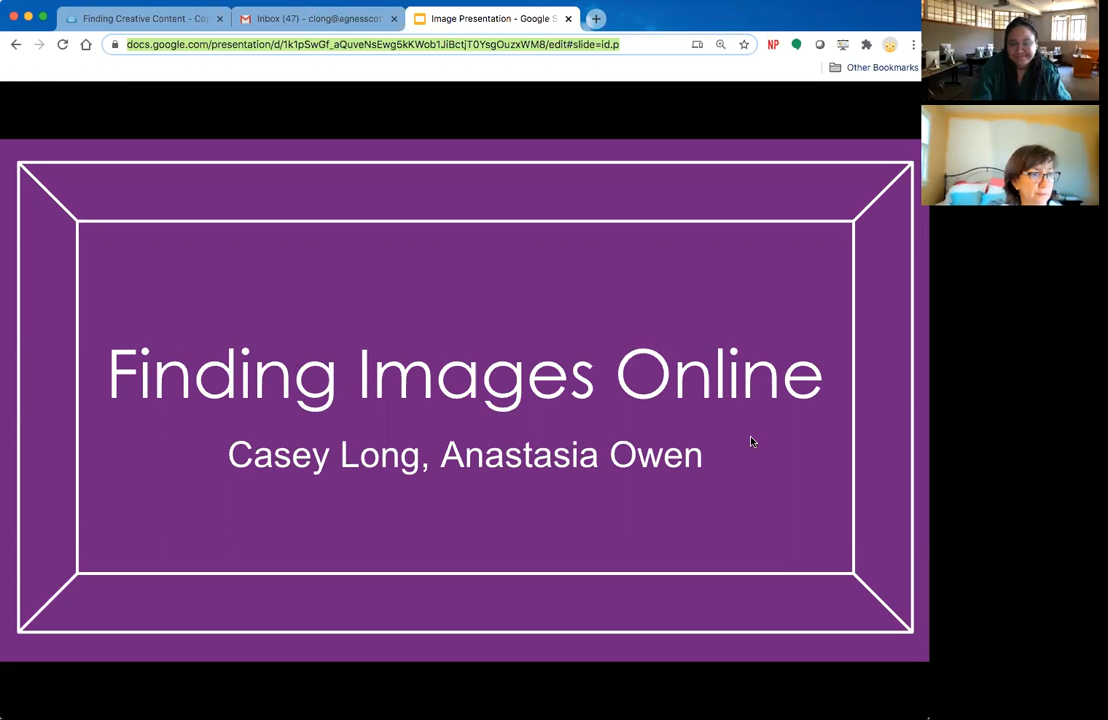 Finding Creative Content - Co
Inbox (47) - clong@agnessco
Image Presentation - Google S
docs.google.com/presentation/d/1k1pSwGf_aQuveNsEwg5kKWob1JiBctjT0YsgOuzxWM8/edit#slide=id.p
NP
Other Bookmarks
Finding Images Online
Casey Long, Anastasia Owen